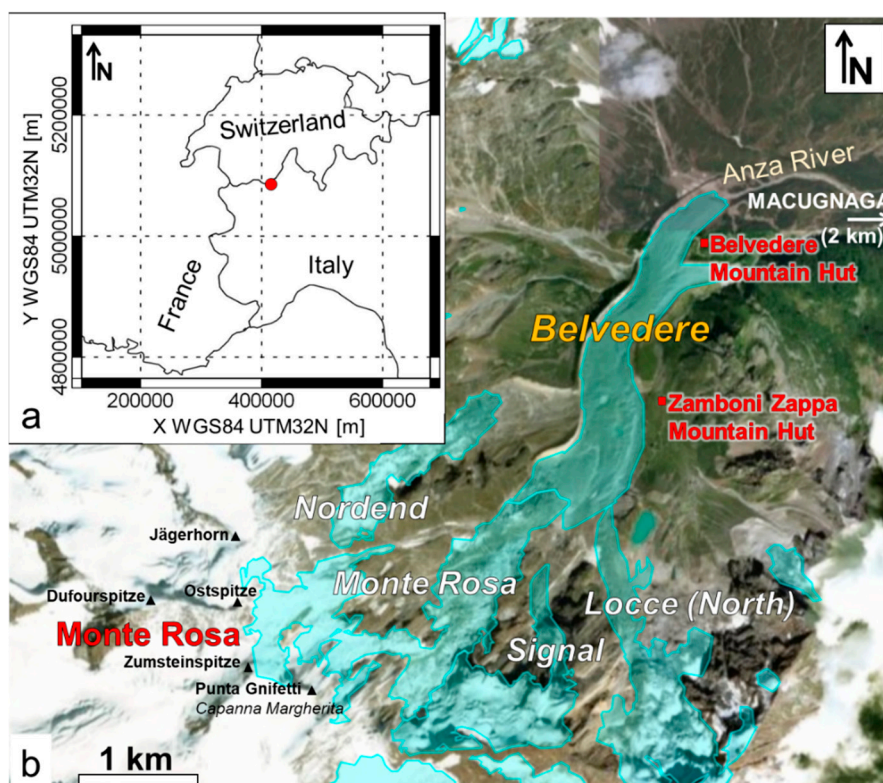 N
Switzerland
France
Italy
5200000
5000000
4800000
Y WGS84 UTM32N [m]
200000
400000
600000
X WGS84 UTM32N [m]
a
N
Anza River
MACUGNAGA
(2 km)
Belvedere
Mountain Hut
Belvedere
Zamboni Zappa
Mountain Hut
Nordend
Jägerhorn
Monte Rosa
Dufourspitze
Ostspitze
Locce (North)
Monte Rosa
Signal
Zumsteinspitze
Punta Gnifetti
Capanna Margherita
b
1 km